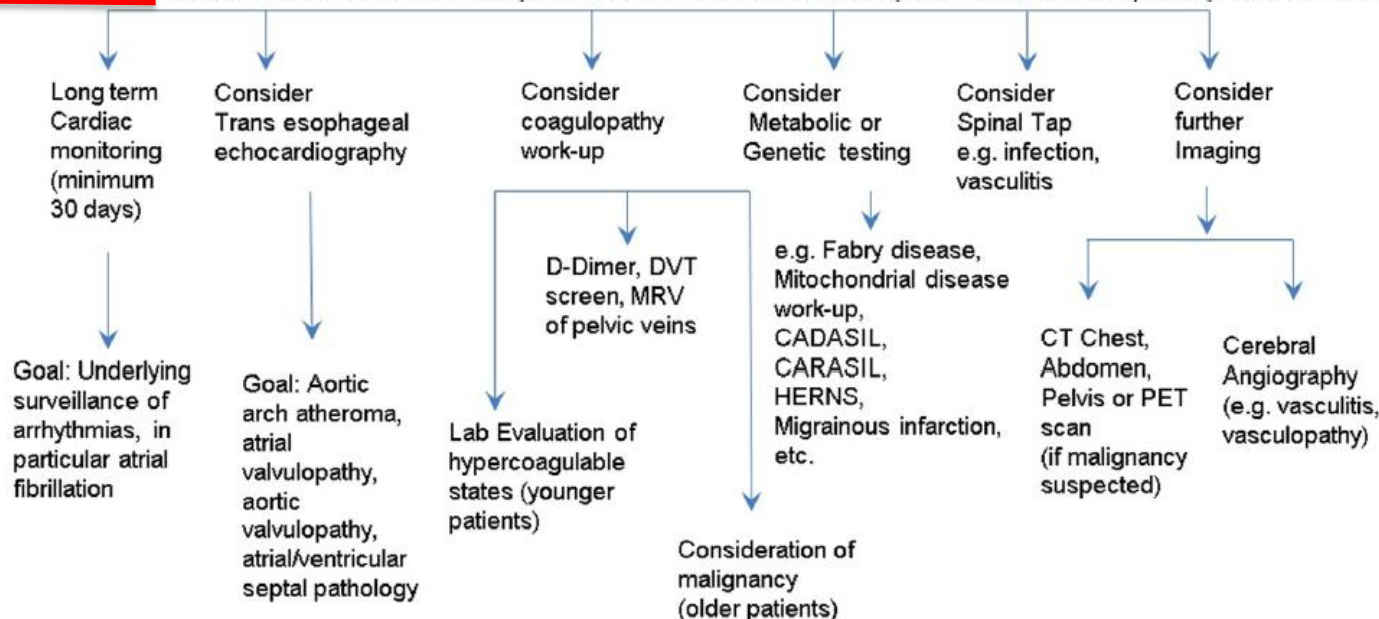 Long term
Cardiac
monitoring
(minimum
30 days)
Consider
Trans esophageal
echocardiography
Consider
coagulopathy
work-up
Consider
Metabolic or
Genetic testing
Consider
Spinal Tap
e.g. infection,
vasculitis
Consider
further
Imaging
Goal: Underlying
surveillance of
arrhythmias, in
particular atrial
fibrillation
Goal: Aortic
arch atheroma,
atrial
valvulopathy,
aortic
valvulopathy,
atrial/ventricular
septal pathology
Lab Evaluation of
hypercoagulable
states (younger
patients)
D-Dimer, DVT
screen, MRV
of pelvic veins
Consideration of
malignancy
(older patients)
e.g. Fabry disease,
Mitochondrial disease
work-up,
CADASIL,
CARASIL,
HERNS,
Migrainous infarction,
etc.
CT Chest,
Abdomen,
Pelvis or PET
scan
(if malignancy
suspected)
Cerebral
Angiography
(e.g. vasculitis,
vasculopathy)